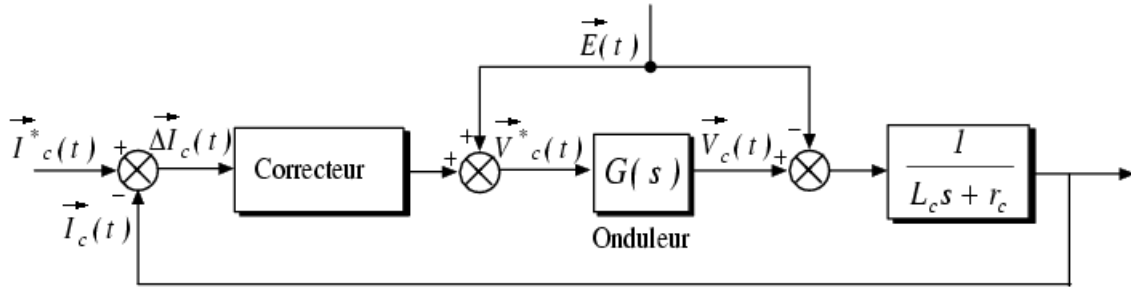 E(t)
I*c(t)
+
−
ΔIc(t)
Correcteur
+
+
V*c(t)
G(s)
Onduleur
Vc(t)
+
−
1
Lcs + rc
Ic(t)